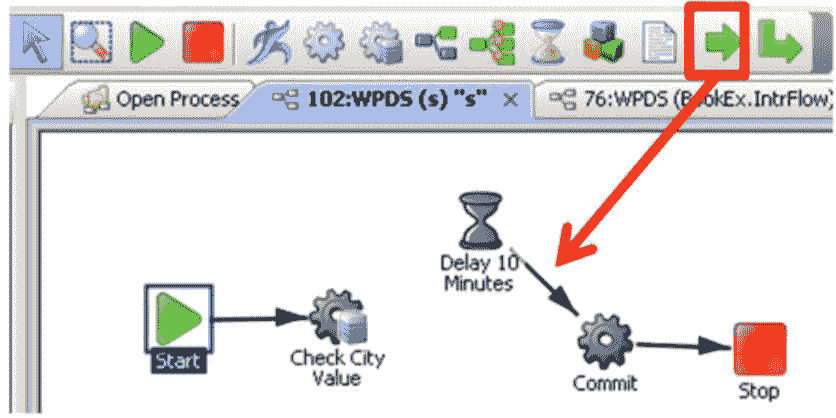 Open Process
102:WPDS (s) "s"
76:WPDS (BookEx.IntrFlow)
Delay 10
Minutes
Start
Check City
Value
Commit
Stop